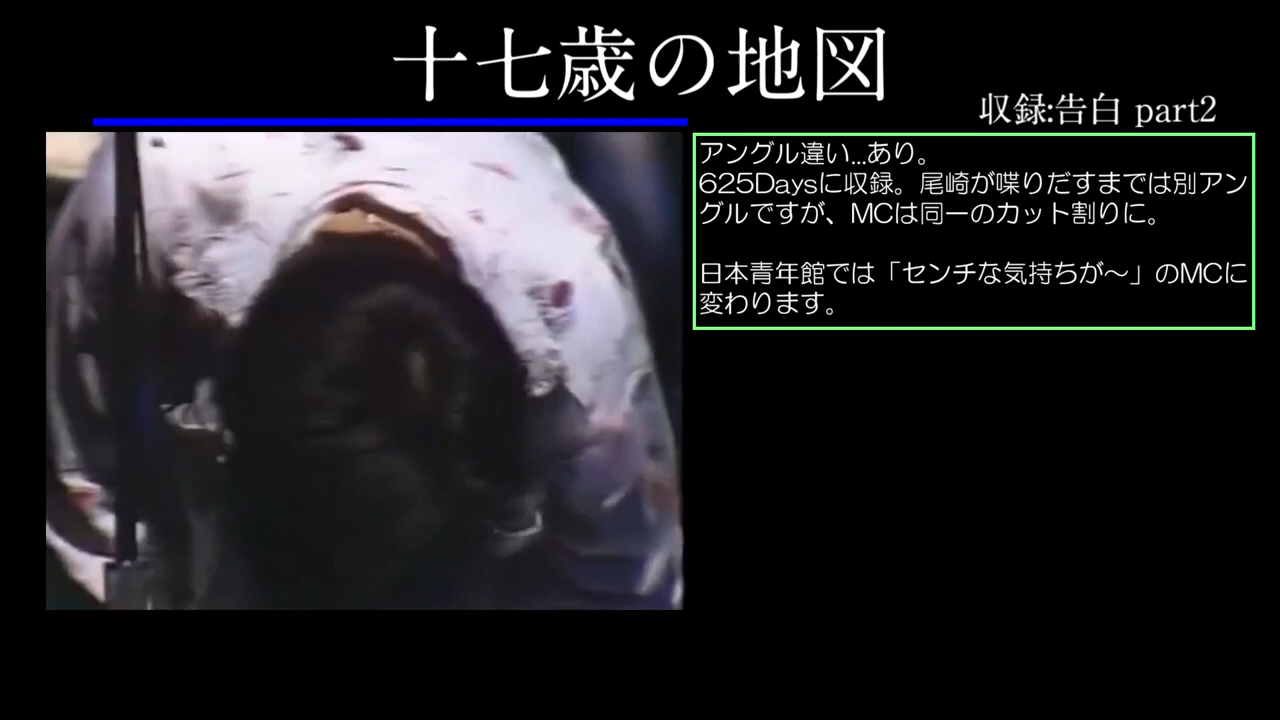 十七歳の地図
収録:告白 part2
アングル違い...あり。
625Daysに収録。尾崎が喋りだすまでは別アン
グルですが、MCは同一のカット割りに。
日本青年館では「センチな気持ちが〜」のMCに
変わります。